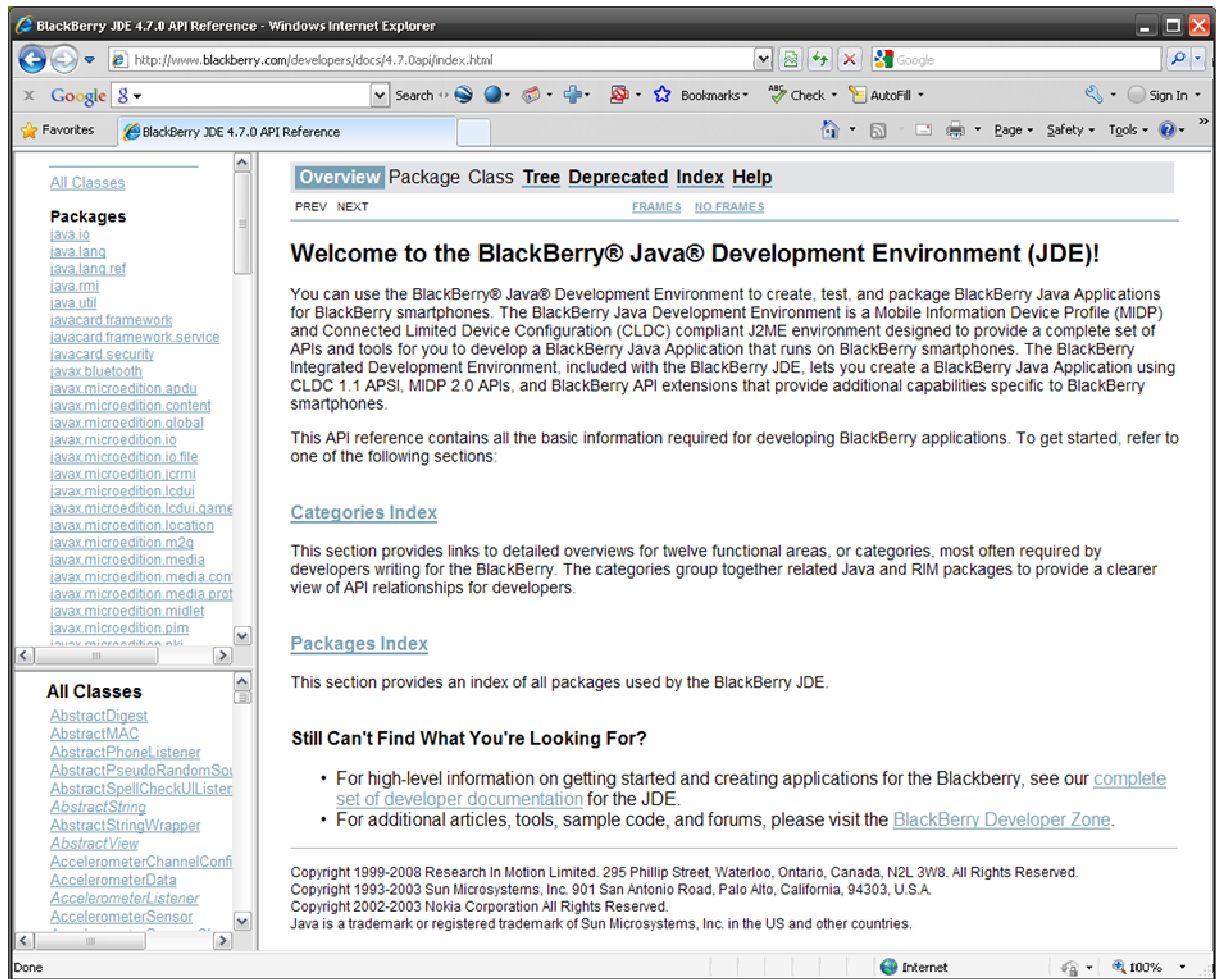 BlackBerry JDE 4.7.0 API Reference - Windows Internet Explorer
http://www.blackberry.com/developers/docs/4.7.0api/index.html
Google
X Google
Search
Bookmarks
Check
AutoFill
Sign In
Favorites
BlackBerry JDE 4.7.0 API Reference
Page
Safety
Tools
All Classes
Packages
java.io
java.lang
java.lang.ref
java.rmi
java.util
javacard.framework
javacard.framework.service
javacard.security
javax.bluetooth
javax.microedition.apdu
javax.microedition.content
javax.microedition.global
javax.microedition.io
javax.microedition.io.file
javax.microedition.jcrmi
javax.microedition.lcdui
javax.microedition.lcdui.game
javax.microedition.location
javax.microedition.m2g
javax.microedition.media
javax.microedition.media.con
javax.microedition.media.prot
javax.microedition.midlet
javax.microedition.pim
javax.microedition.pki
All Classes
AbstractDigest
AbstractMAC
AbstractPhoneListener
AbstractPseudoRandomSou
AbstractSpellCheckUIListen
AbstractString
AbstractStringWrapper
AbstractView
AccelerometerChannelConfi
AccelerometerData
AccelerometerListener
AccelerometerSensor
Overview Package Class Tree Deprecated Index Help
PREV NEXT FRAMES NO FRAMES
Welcome to the BlackBerry® Java® Development Environment (JDE)!
You can use the BlackBerry® Java® Development Environment to create, test, and package BlackBerry Java Applications
for BlackBerry smartphones. The BlackBerry Java Development Environment is a Mobile Information Device Profile (MIDP)
and Connected Limited Device Configuration (CLDC) compliant J2ME environment designed to provide a complete set of
APIs and tools for you to develop a BlackBerry Java Application that runs on BlackBerry smartphones. The BlackBerry
Integrated Development Environment, included with the BlackBerry JDE, lets you create a BlackBerry Java Application using
CLDC 1.1 APSI, MIDP 2.0 APIs, and BlackBerry API extensions that provide additional capabilities specific to BlackBerry
smartphones.
This API reference contains all the basic information required for developing BlackBerry applications. To get started, refer to
one of the following sections:
Categories Index
This section provides links to detailed overviews for twelve functional areas, or categories, most often required by
developers writing for the BlackBerry. The categories group together related Java and RIM packages to provide a clearer
view of API relationships for developers.
Packages Index
This section provides an index of all packages used by the BlackBerry JDE.
Still Can't Find What You're Looking For?
• For high-level information on getting started and creating applications for the Blackberry, see our complete
set of developer documentation for the JDE.
• For additional articles, tools, sample code, and forums, please visit the BlackBerry Developer Zone.
Copyright 1999-2008 Research In Motion Limited. 295 Phillip Street, Waterloo, Ontario, Canada, N2L 3W8. All Rights Reserved.
Copyright 1993-2003 Sun Microsystems, Inc. 901 San Antonio Road, Palo Alto, California, 94303, U.S.A.
Copyright 2002-2003 Nokia Corporation All Rights Reserved.
Java is a trademark or registered trademark of Sun Microsystems, Inc. in the US and other countries.
Done
Internet
100%